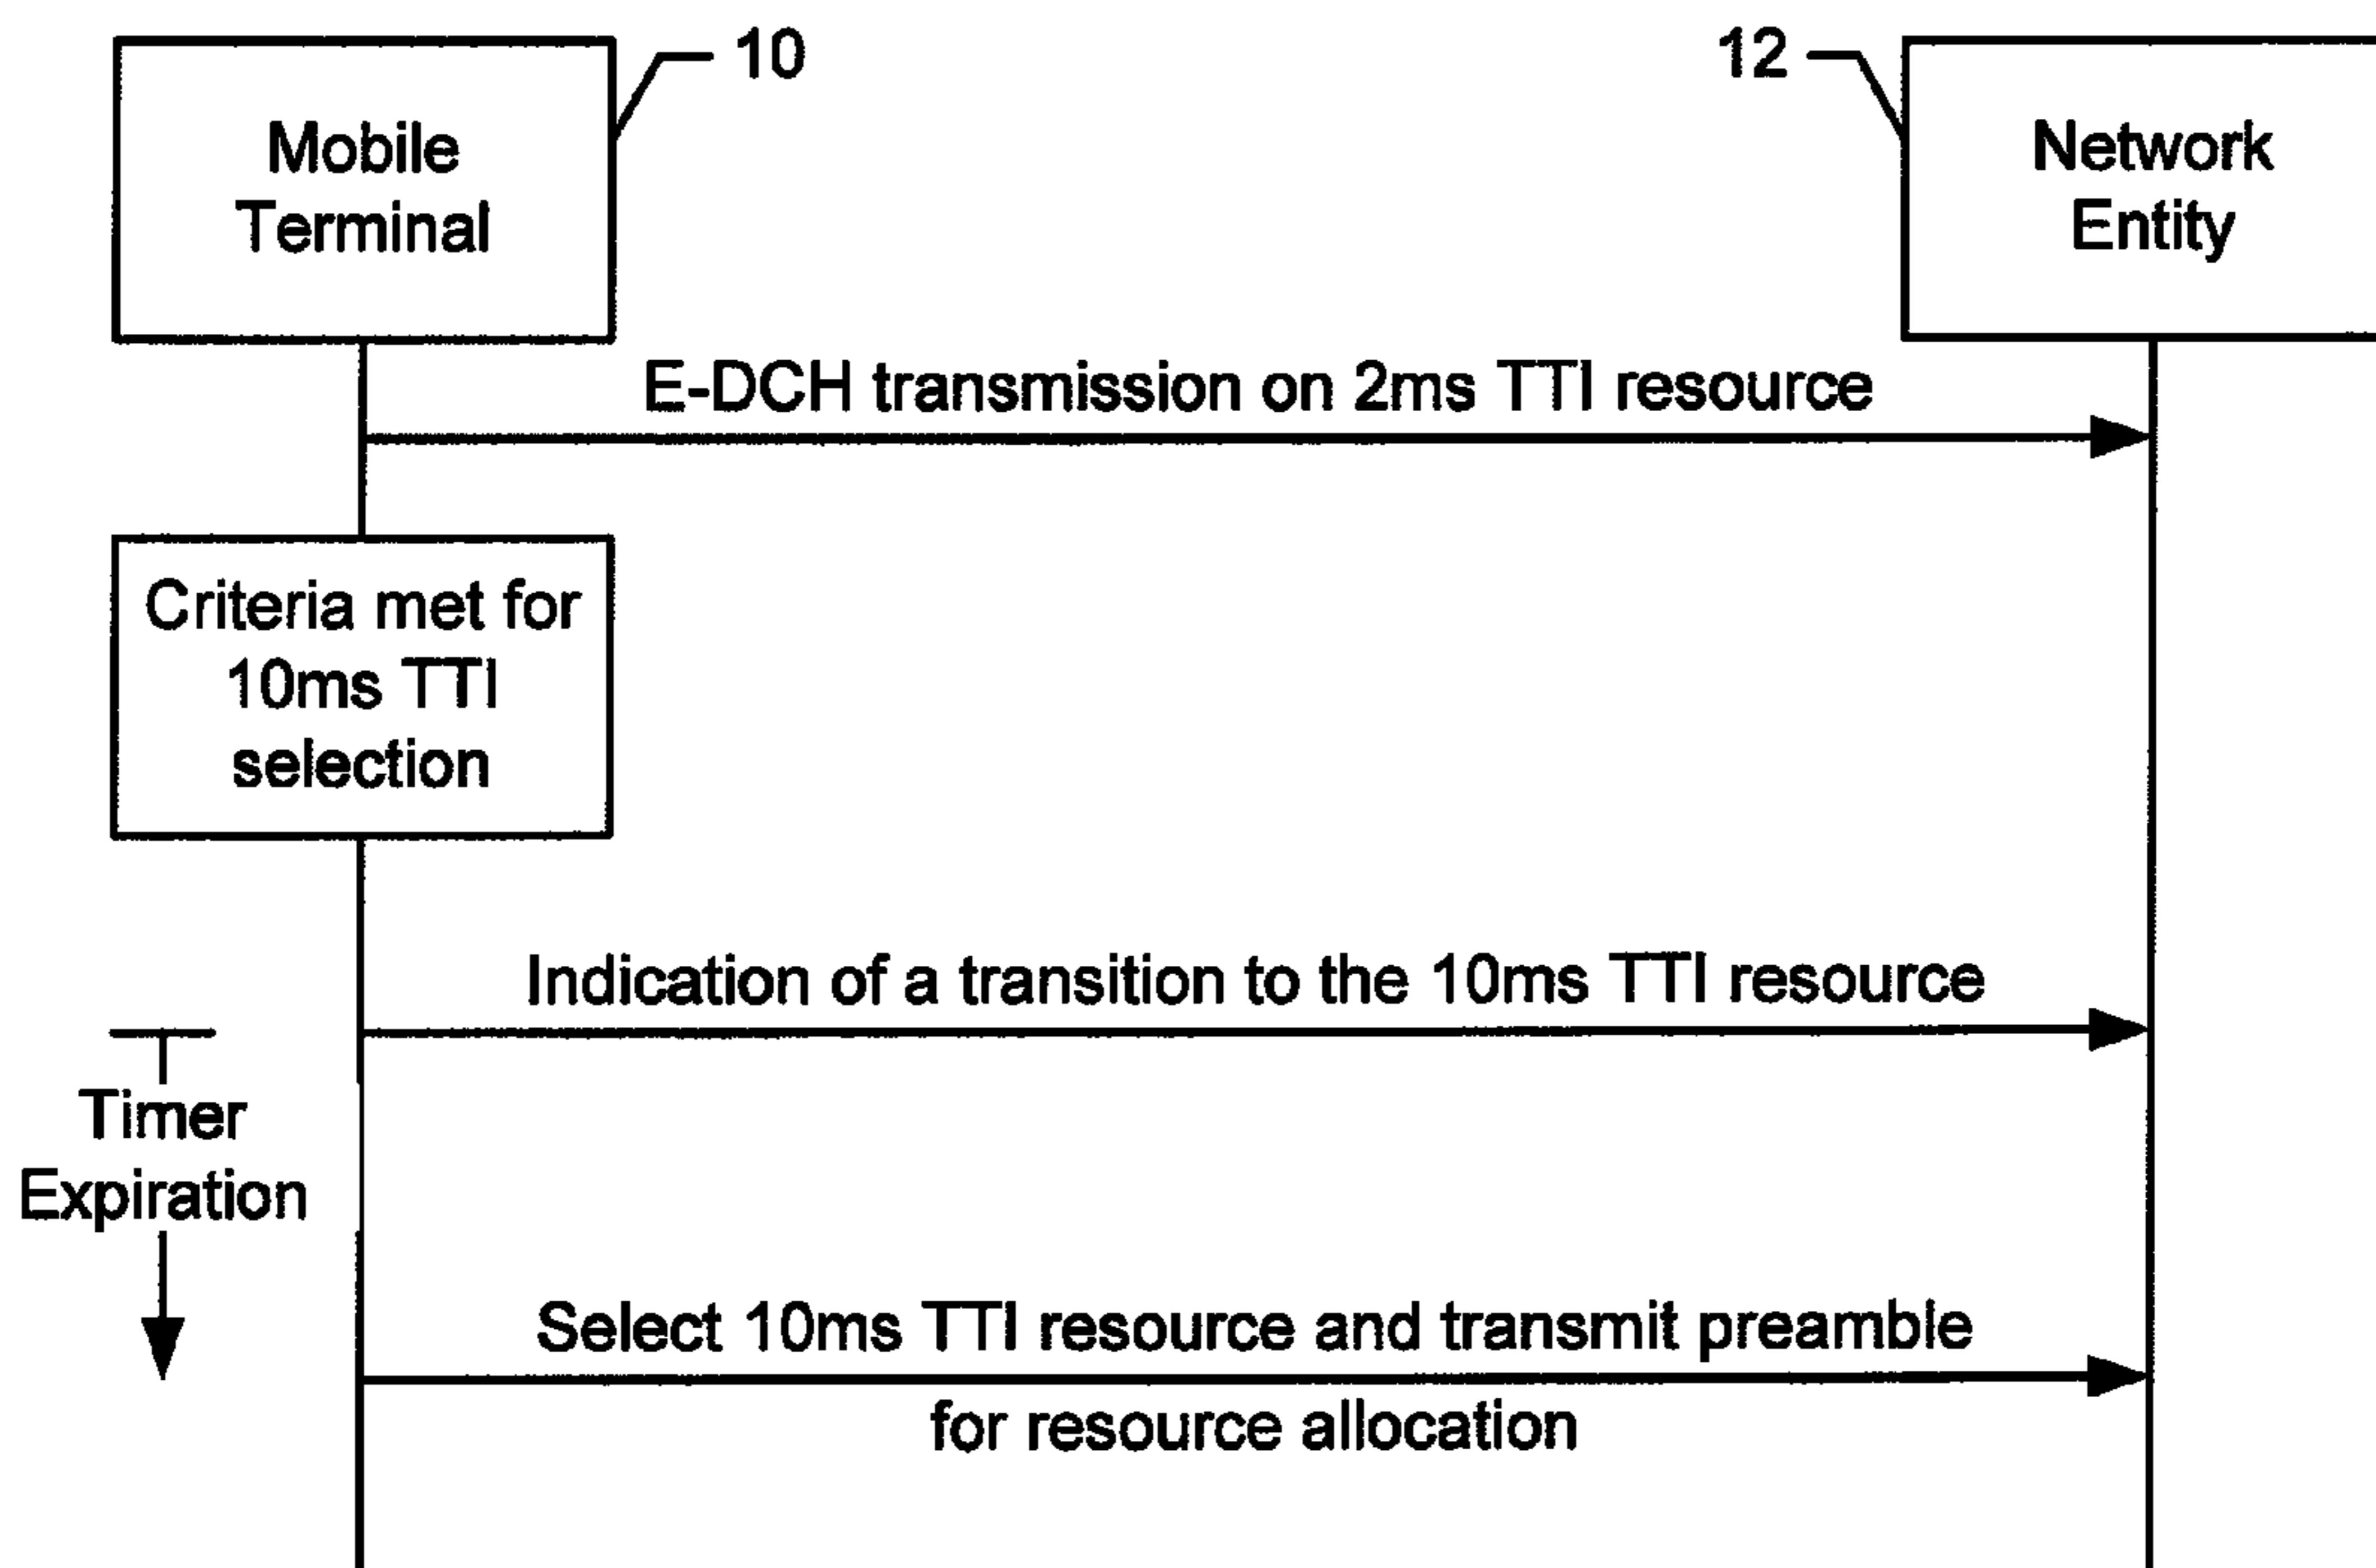 10
12
Mobile
Terminal
Network
Entity
E-DCH transmission on 2ms TTI resource
Criteria met for
10ms TTI
selection
Indication of a transition to the 10ms TTI resource
Timer
Expiration
Select 10ms TTI resource and transmit preamble
for resource allocation